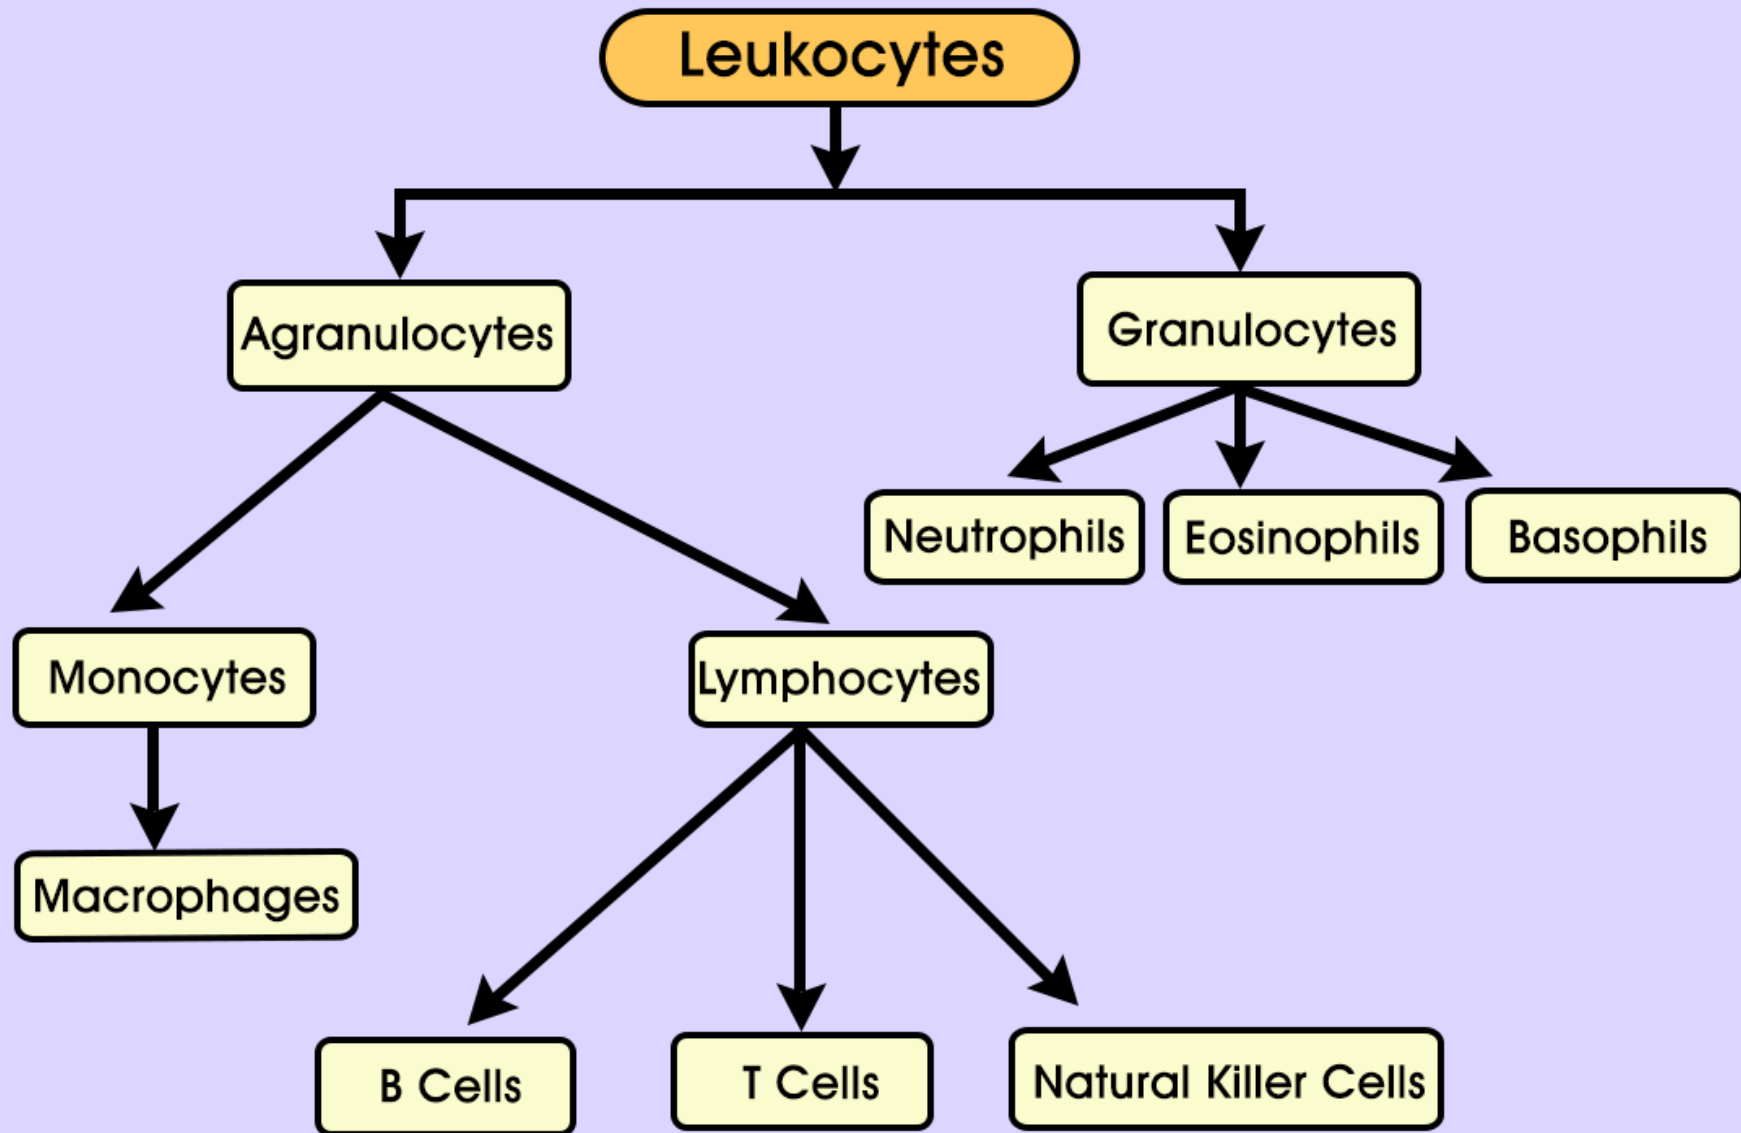 Leukocytes
Agranulocytes
Granulocytes
Neutrophils
Eosinophils
Basophils
Monocytes
Lymphocytes
Macrophages
B Cells
T Cells
Natural Killer Cells